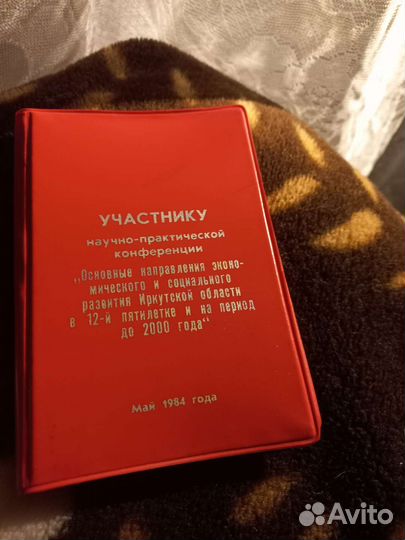 УЧАСТНИКУ
научно-практической
конференции
„Основные направления эконо-
мического и социального
развития Иркутской области
в 12-й пятилетке и на период
до 2000 года“
Май 1984 года
Avito